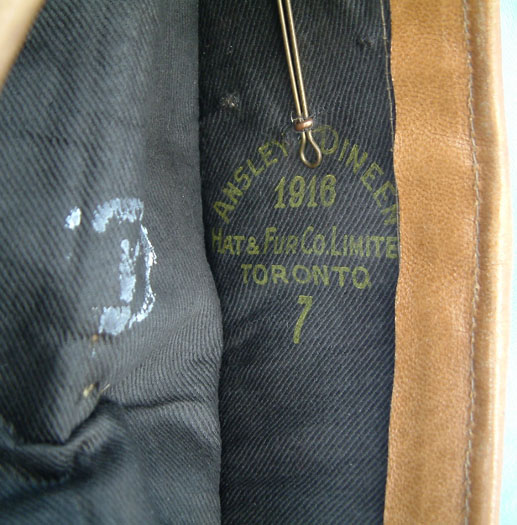 ANSLEY DINEEN
1916
HAT & FUR CO. LIMITE
TORONTO
7